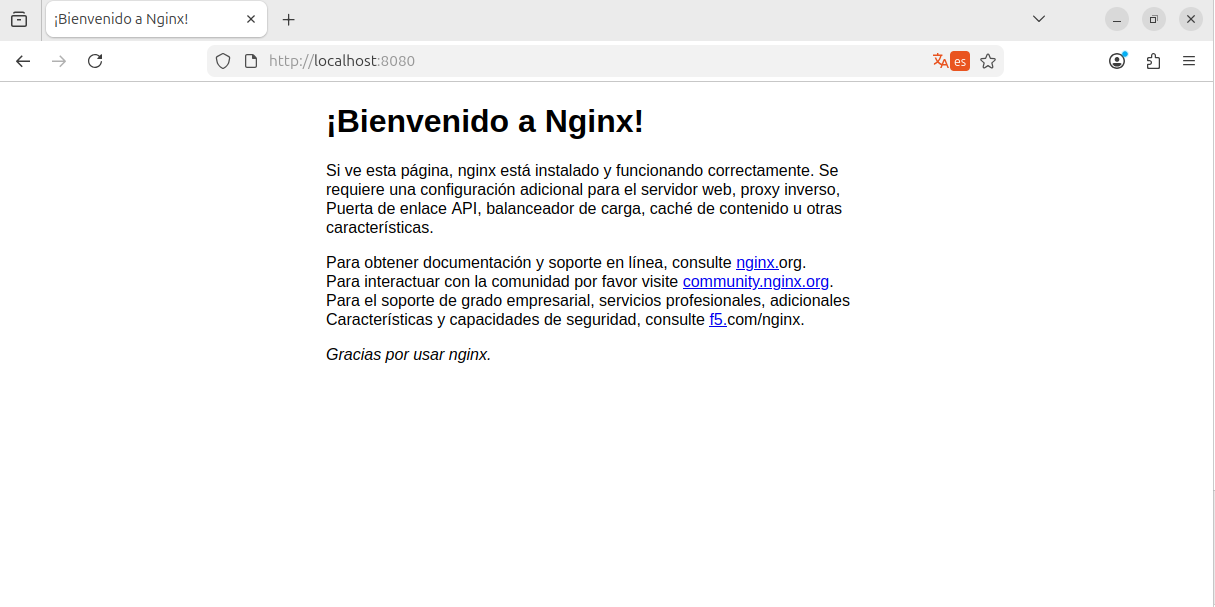 ¡Bienvenido a Nginx!
http://localhost:8080
es
¡Bienvenido a Nginx!
Si ve esta página, nginx está instalado y funcionando correctamente. Se
requiere una configuración adicional para el servidor web, proxy inverso,
Puerta de enlace API, balanceador de carga, caché de contenido u otras
características.
Para obtener documentación y soporte en línea, consulte nginx.org.
Para interactuar con la comunidad por favor visite community.nginx.org.
Para el soporte de grado empresarial, servicios profesionales, adicionales
Características y capacidades de seguridad, consulte f5.com/nginx.
Gracias por usar nginx.